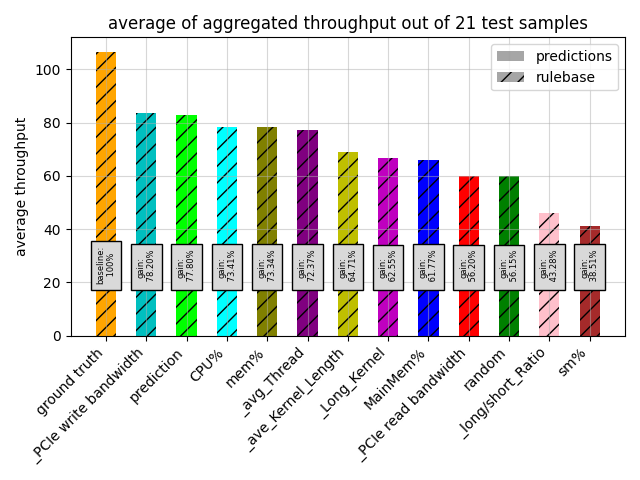 average of aggregated throughput out of 21 test samples
predictions
rulebase
average throughput
100
80
60
40
20
0
baseline:
100%
gain:
78.20%
gain:
77.80%
gain:
73.41%
gain:
73.34%
gain:
72.37%
gain:
64.71%
gain:
62.55%
gain:
61.77%
gain:
56.20%
gain:
56.15%
gain:
43.28%
gain:
38.51%
ground truth
_PCIe write bandwidth
prediction
CPU%
mem%
_avg_Thread
_ave_Kernel_Length
_Long_Kernel
MainMem%
_PCIe read bandwidth
random
_long/short_Ratio
sm%